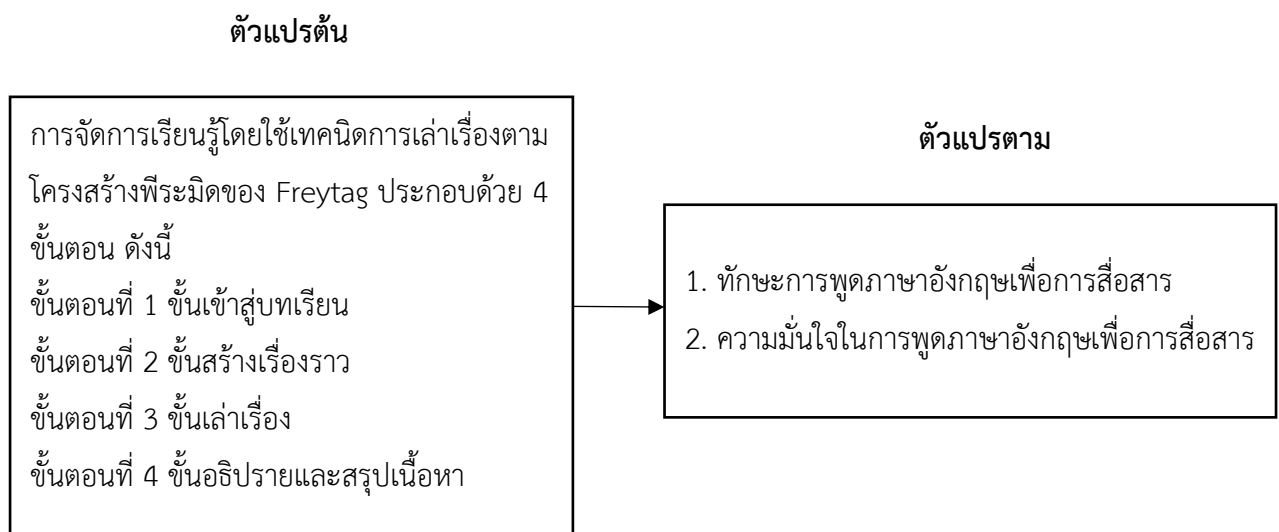 ตัวแปรต้น
การจัดการเรียนรู้โดยใช้เทคนิดการเล่าเรื่องตาม
โครงสร้างพีระมิดของ Freytag ประกอบด้วย 4
ขั้นตอน ดังนี้
ขั้นตอนที่ 1 ขั้นเข้าสู่บทเรียน
ขั้นตอนที่ 2 ขั้นสร้างเรื่องราว
ขั้นตอนที่ 3 ขั้นเล่าเรื่อง
ขั้นตอนที่ 4 ขั้นอธิปรายและสรุปเนื้อหา
ตัวแปรตาม
1. ทักษะการพูดภาษาอังกฤษเพื่อการสื่อสาร
2. ความมั่นใจในการพูดภาษาอังกฤษเพื่อการสื่อสาร